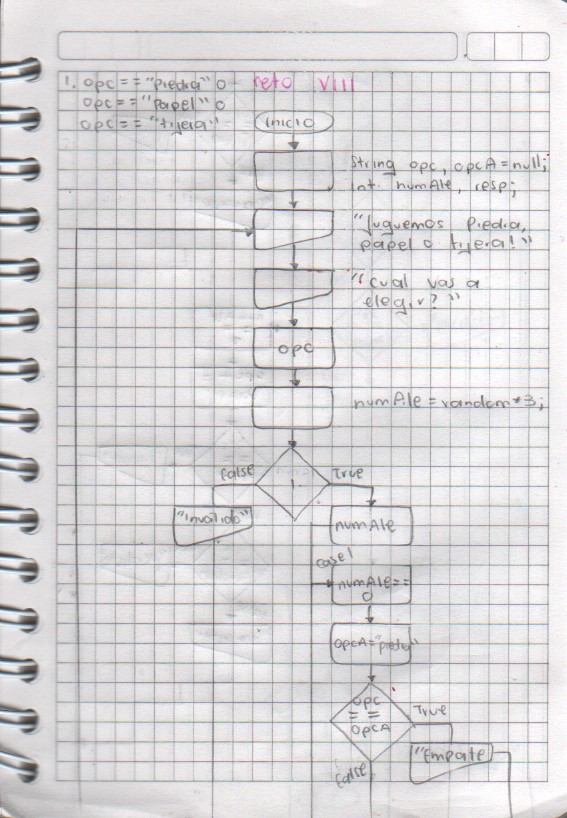 1. opc == "piedra" o
reto VIII
opc == "papel" o
opc == "tijera"
inicio
String opc, opcA=null;
int numAle, resp;
"Juguemos Piedra,
papel o tijera!"
"cual vas a
elegir?"
opc
numAle=random*3;
false
True
1.
"Invalido"
numAle
case1
numAle==
0
opcA="piedra"
opc
==
opcA
True
"Empate
false